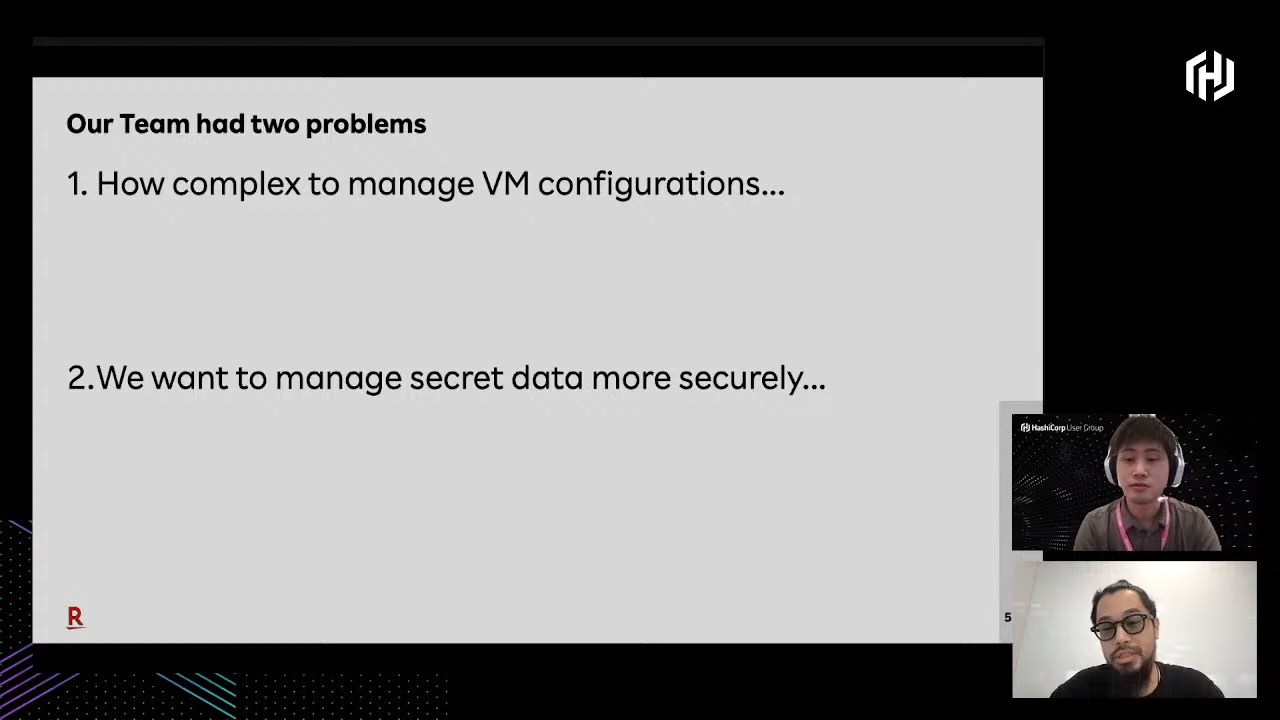 Our Team had two problems
1. How complex to manage VM configurations...
2.We want to manage secret data more securely...
HashiCorp User Group
R
5